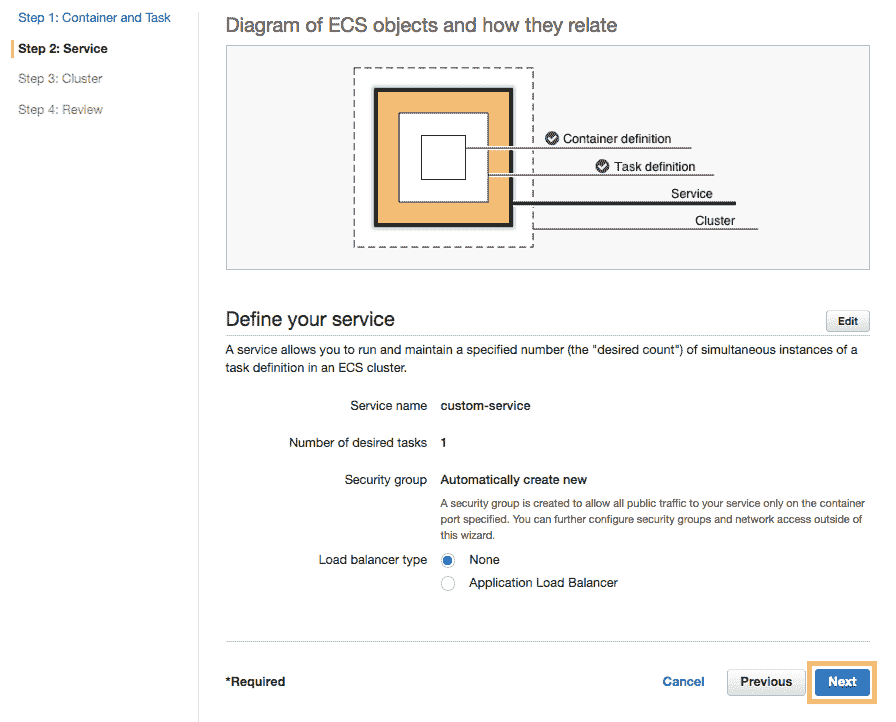 Step 1: Container and Task
Step 2: Service
Step 3: Cluster
Step 4: Review
Diagram of ECS objects and how they relate
Container definition
Task definition
Service
Cluster
Define your service
Edit
A service allows you to run and maintain a specified number (the "desired count") of simultaneous instances of a
task definition in an ECS cluster.
Service name custom-service
Number of desired tasks 1
Security group Automatically create new
A security group is created to allow all public traffic to your service only on the container
port specified. You can further configure security groups and network access outside of
this wizard.
Load balancer type None
Application Load Balancer
*Required Cancel Previous Next